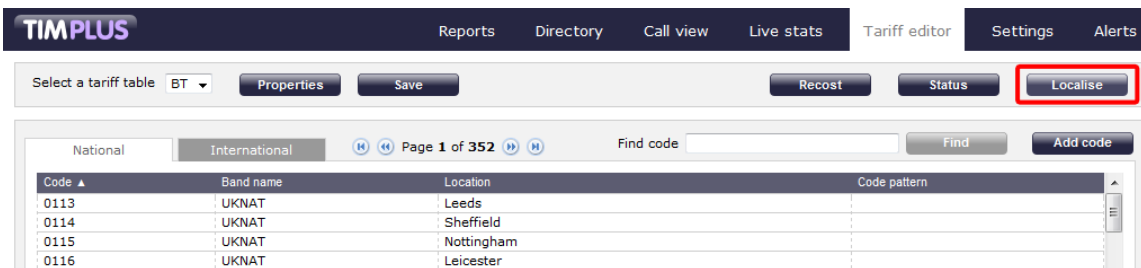 TIMPLUS Reports Directory Call view Live stats Tariff editor Settings Alerts
Select a tariff table BT Properties Save Recost Status Localise
National International Page 1 of 352 Find code Find Add code
Code ▲ Band name Location Code pattern
0113 UKNAT Leeds
0114 UKNAT Sheffield
0115 UKNAT Nottingham
0116 UKNAT Leicester